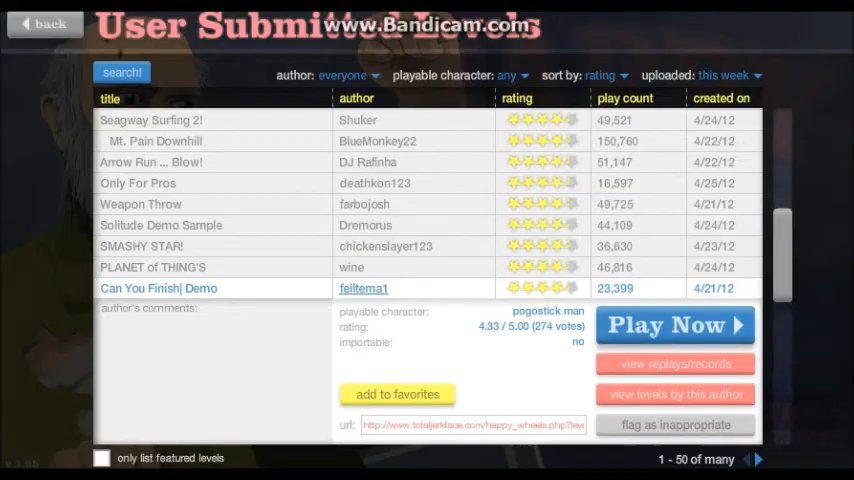 back
User Submitted Levels
www.Bandicam.com
search!
author: everyone playable character: any sort by: rating uploaded: this week
title author rating play count created on
Seagway Surfing 2! Shuker 49,521 4/24/12
Mt. Pain Downhill BlueMonkey22 150,760 4/22/12
Arrow Run ... Blow! DJ Rafinha 51,147 4/22/12
Only For Pros deathkon123 16,597 4/25/12
Weapon Throw farbojosh 49,725 4/21/12
Solitude Demo Sample Dremorus 44,109 4/24/12
SMASHY STAR! chickenslayer123 36,630 4/23/12
PLANET of THING'S wine 46,816 4/24/12
Can You Finish| Demo feiltema1 23,399 4/21/12
author's comments:
playable character: pogostick man
rating: 4.33 / 5.00 (274 votes)
importable: no
Play Now
view replays/records
add to favorites
view levels by this author
url: http://www.totaljerkface.com/happy_wheels.php?lev
flag as inappropriate
only list featured levels
1 - 50 of many